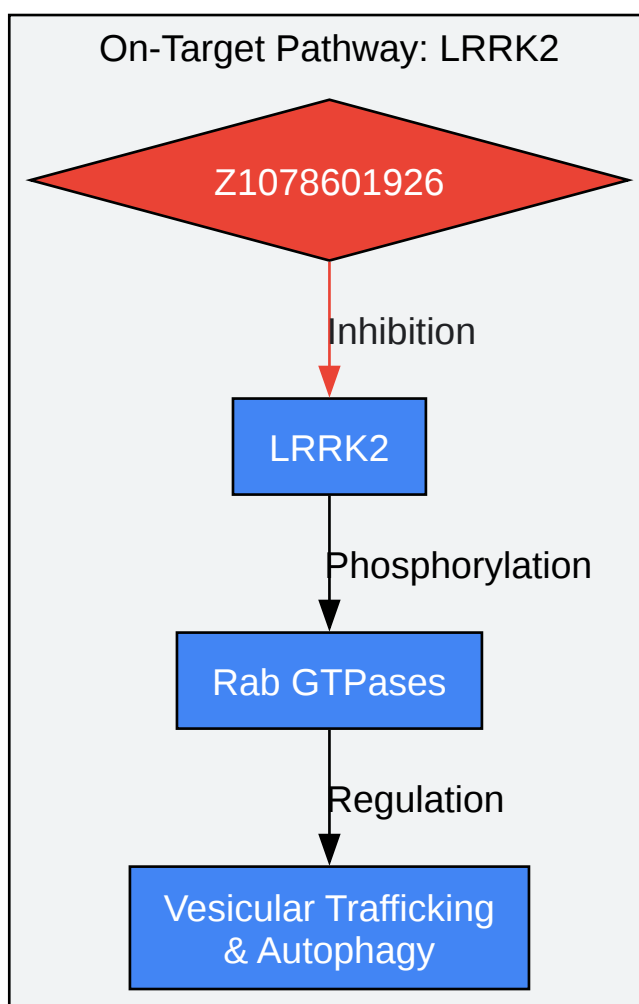 On-Target Pathway: LRRK2
Z1078601926
Inhibition
LRRK2
Phosphorylation
Rab GTPases
Regulation
Vesicular Trafficking
& Autophagy